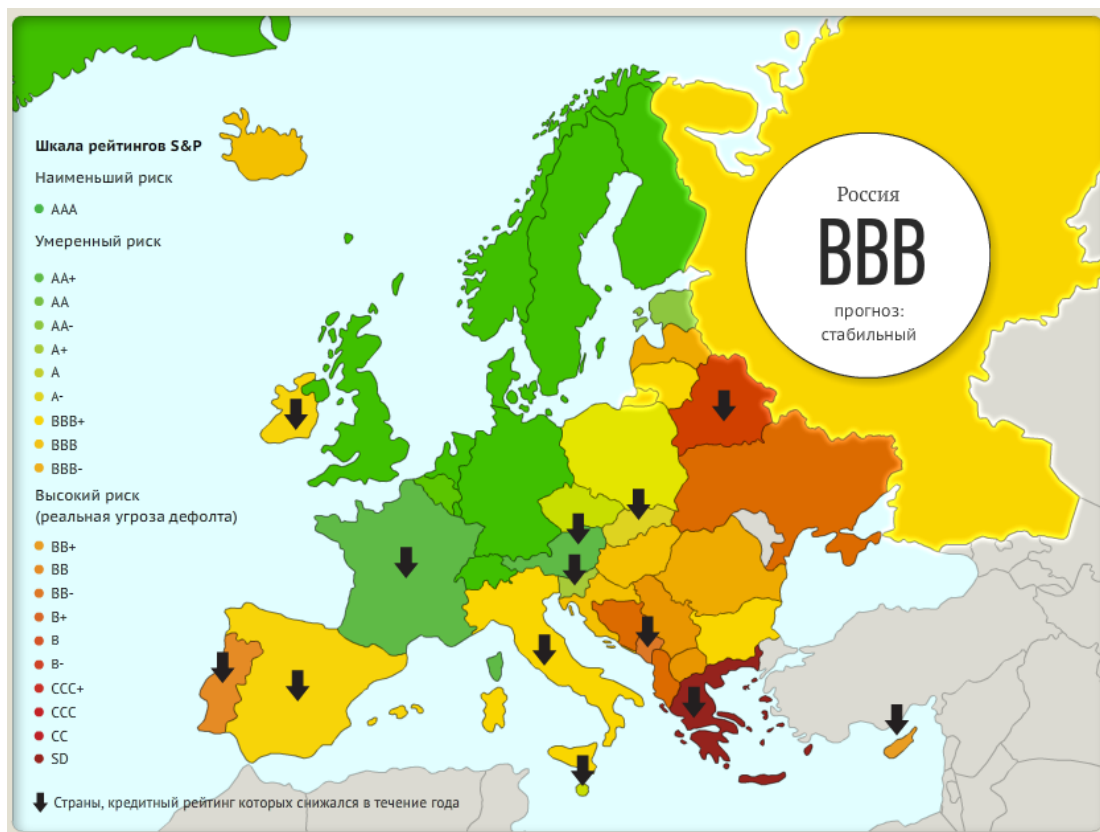 Шкала рейтингов S&P
Наименьший риск
AAA
Умеренный риск
AA+
AA
AA-
A+
A
A-
BBB+
BBB
BBB-
Высокий риск
(реальная угроза дефолта)
BB+
BB
BB-
B+
B
B-
CCC+
CCC
CC
SD
Страны, кредитный рейтинг которых снижался в течение года
Россия
BBB
прогноз:
стабильный